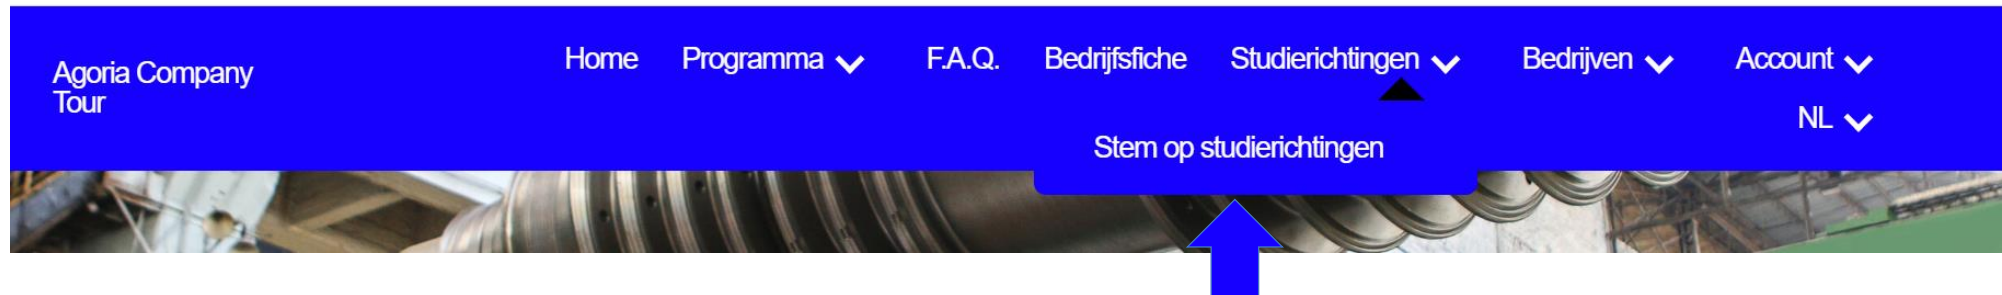 Agoria Company
Tour
Home Programma F.A.Q. Bedrijfsfiche Studierichtingen Bedrijven Account
NL
Stem op studierichtingen